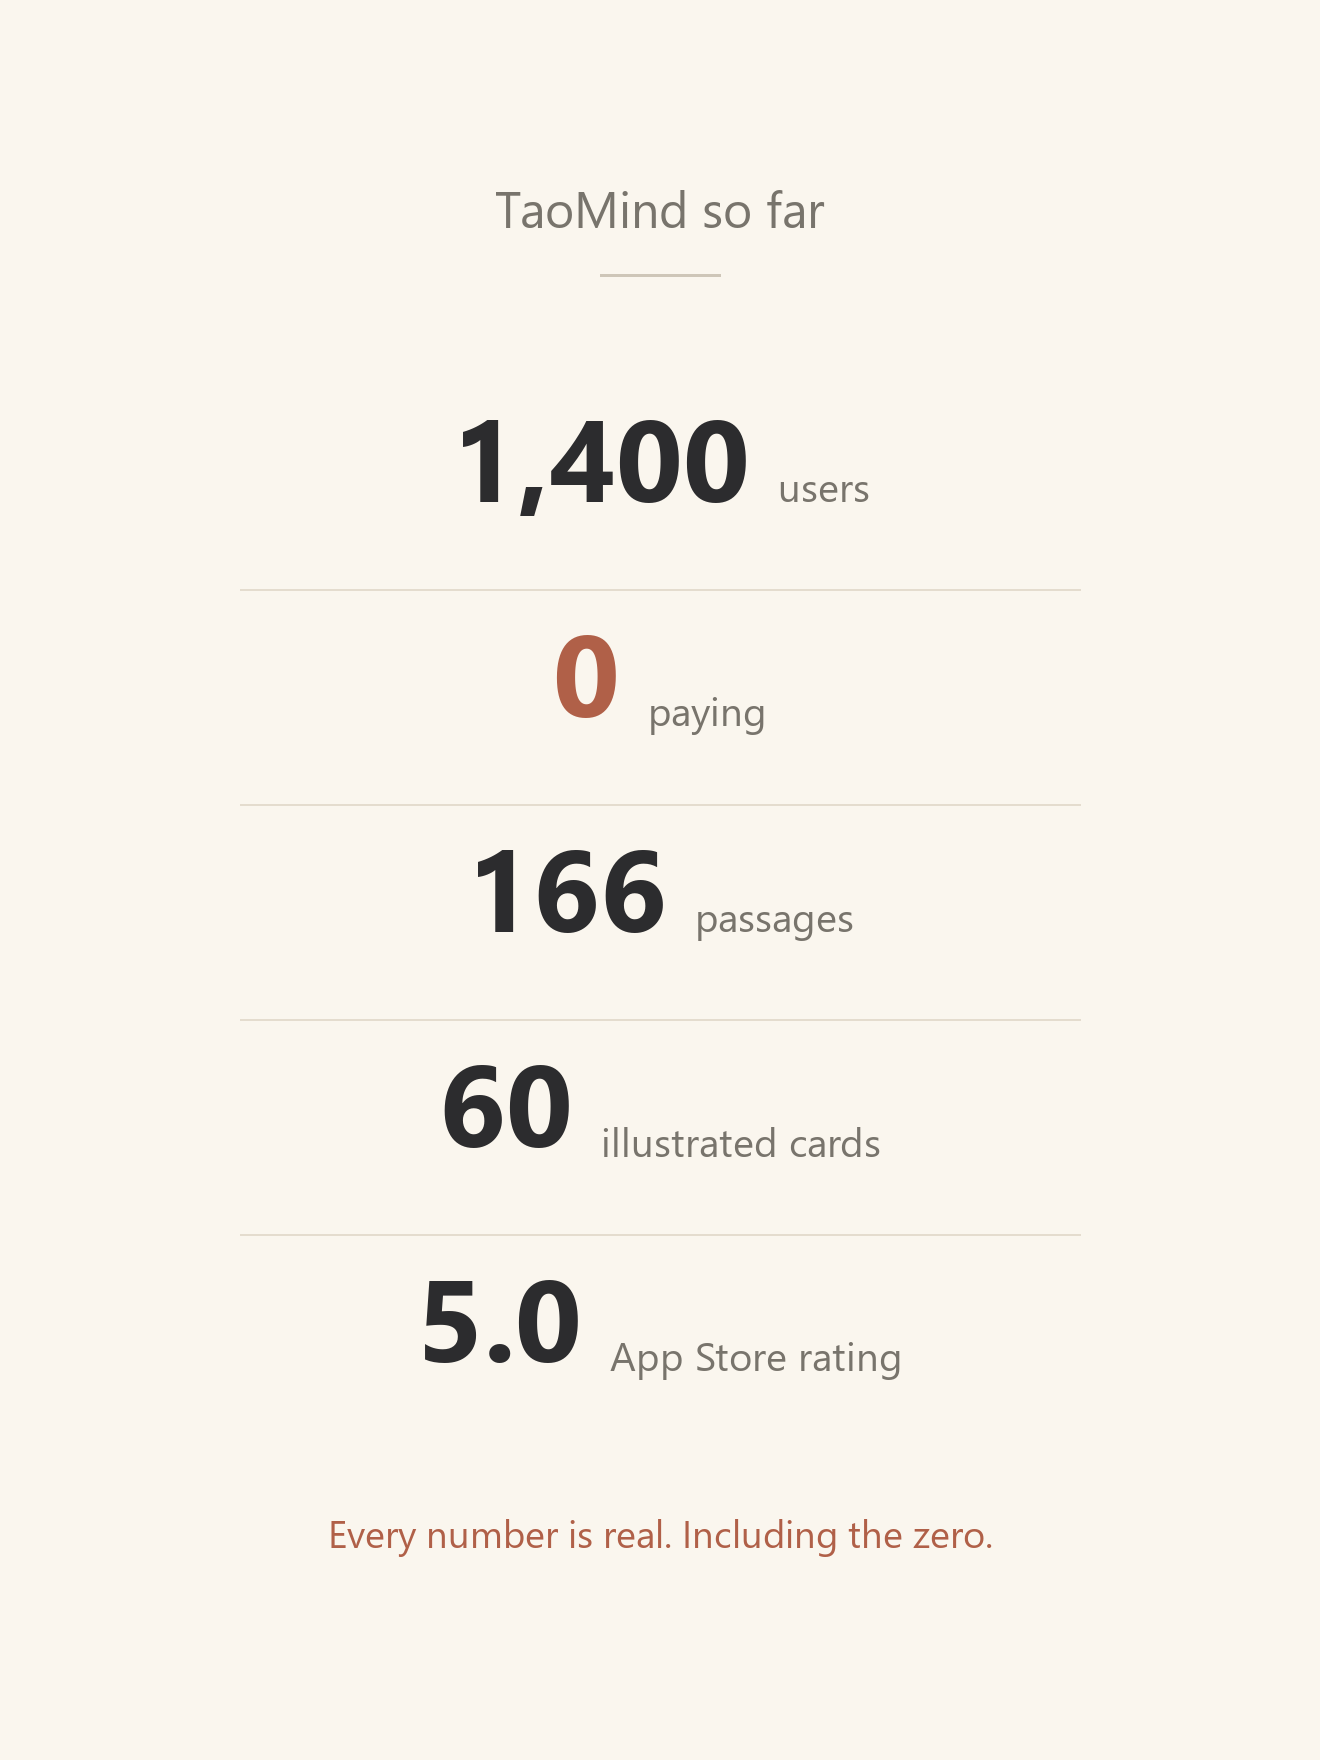 TaoMind so far
1,400 users
0 paying
166 passages
60 illustrated cards
5.0 App Store rating
Every number is real. Including the zero.